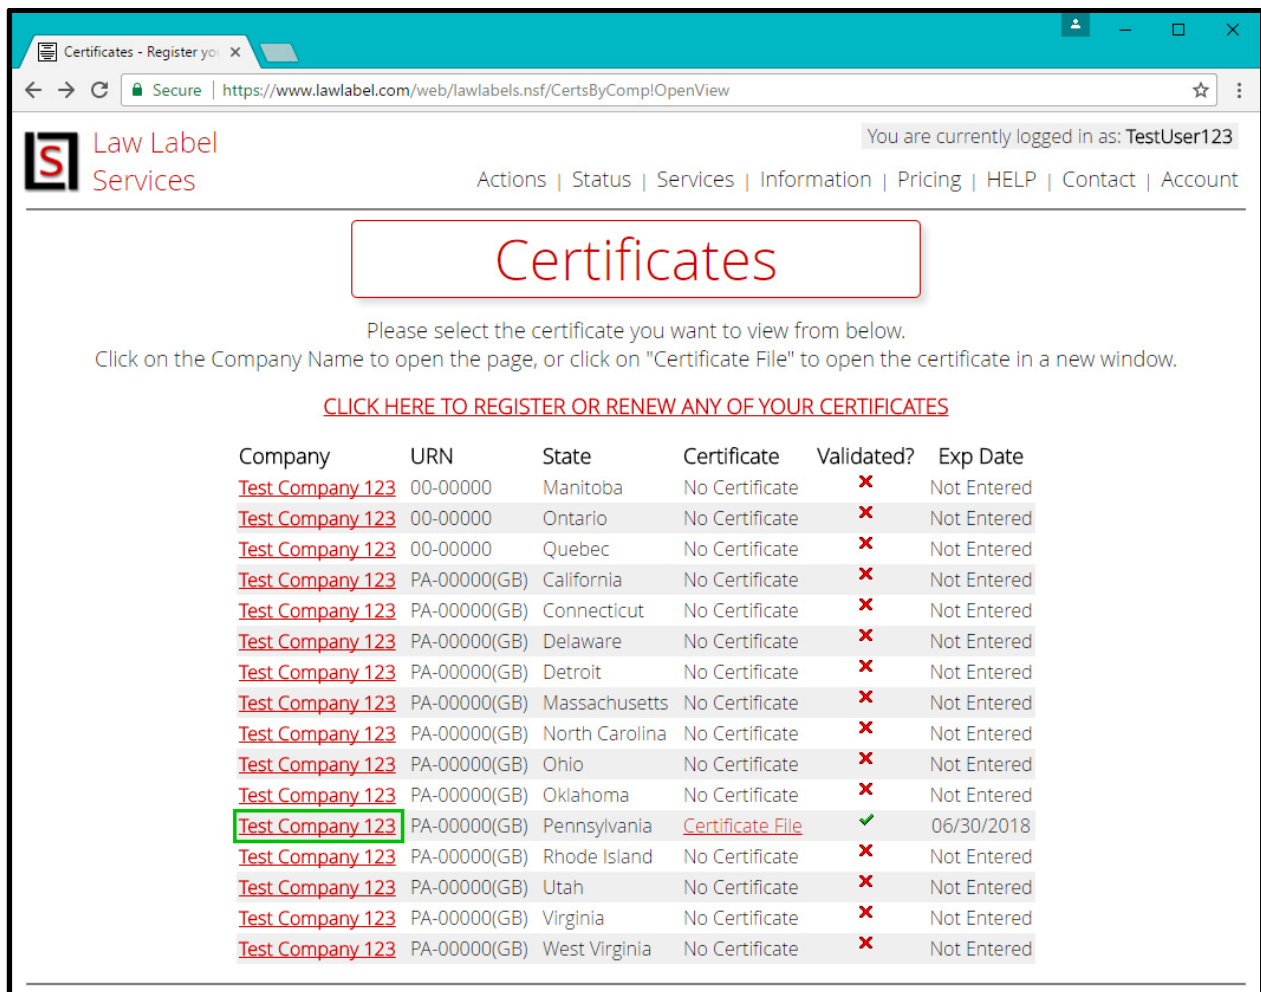 Certificates - Register you
Secure | https://www.lawlabel.com/web/lawlabels.nsf/CertsByComp!OpenView
You are currently logged in as: TestUser123
LS
Law Label
Services
Actions | Status | Services | Information | Pricing | HELP | Contact | Account
Certificates
Please select the certificate you want to view from below.
Click on the Company Name to open the page, or click on "Certificate File" to open the certificate in a new window.
CLICK HERE TO REGISTER OR RENEW ANY OF YOUR CERTIFICATES
Company URN State Certificate Validated? Exp Date
Test Company 123 00-00000 Manitoba No Certificate Not Entered
Test Company 123 00-00000 Ontario No Certificate Not Entered
Test Company 123 00-00000 Quebec No Certificate Not Entered
Test Company 123 PA-00000(GB) California No Certificate Not Entered
Test Company 123 PA-00000(GB) Connecticut No Certificate Not Entered
Test Company 123 PA-00000(GB) Delaware No Certificate Not Entered
Test Company 123 PA-00000(GB) Detroit No Certificate Not Entered
Test Company 123 PA-00000(GB) Massachusetts No Certificate Not Entered
Test Company 123 PA-00000(GB) North Carolina No Certificate Not Entered
Test Company 123 PA-00000(GB) Ohio No Certificate Not Entered
Test Company 123 PA-00000(GB) Oklahoma No Certificate Not Entered
Test Company 123 PA-00000(GB) Pennsylvania Certificate File 06/30/2018
Test Company 123 PA-00000(GB) Rhode Island No Certificate Not Entered
Test Company 123 PA-00000(GB) Utah No Certificate Not Entered
Test Company 123 PA-00000(GB) Virginia No Certificate Not Entered
Test Company 123 PA-00000(GB) West Virginia No Certificate Not Entered